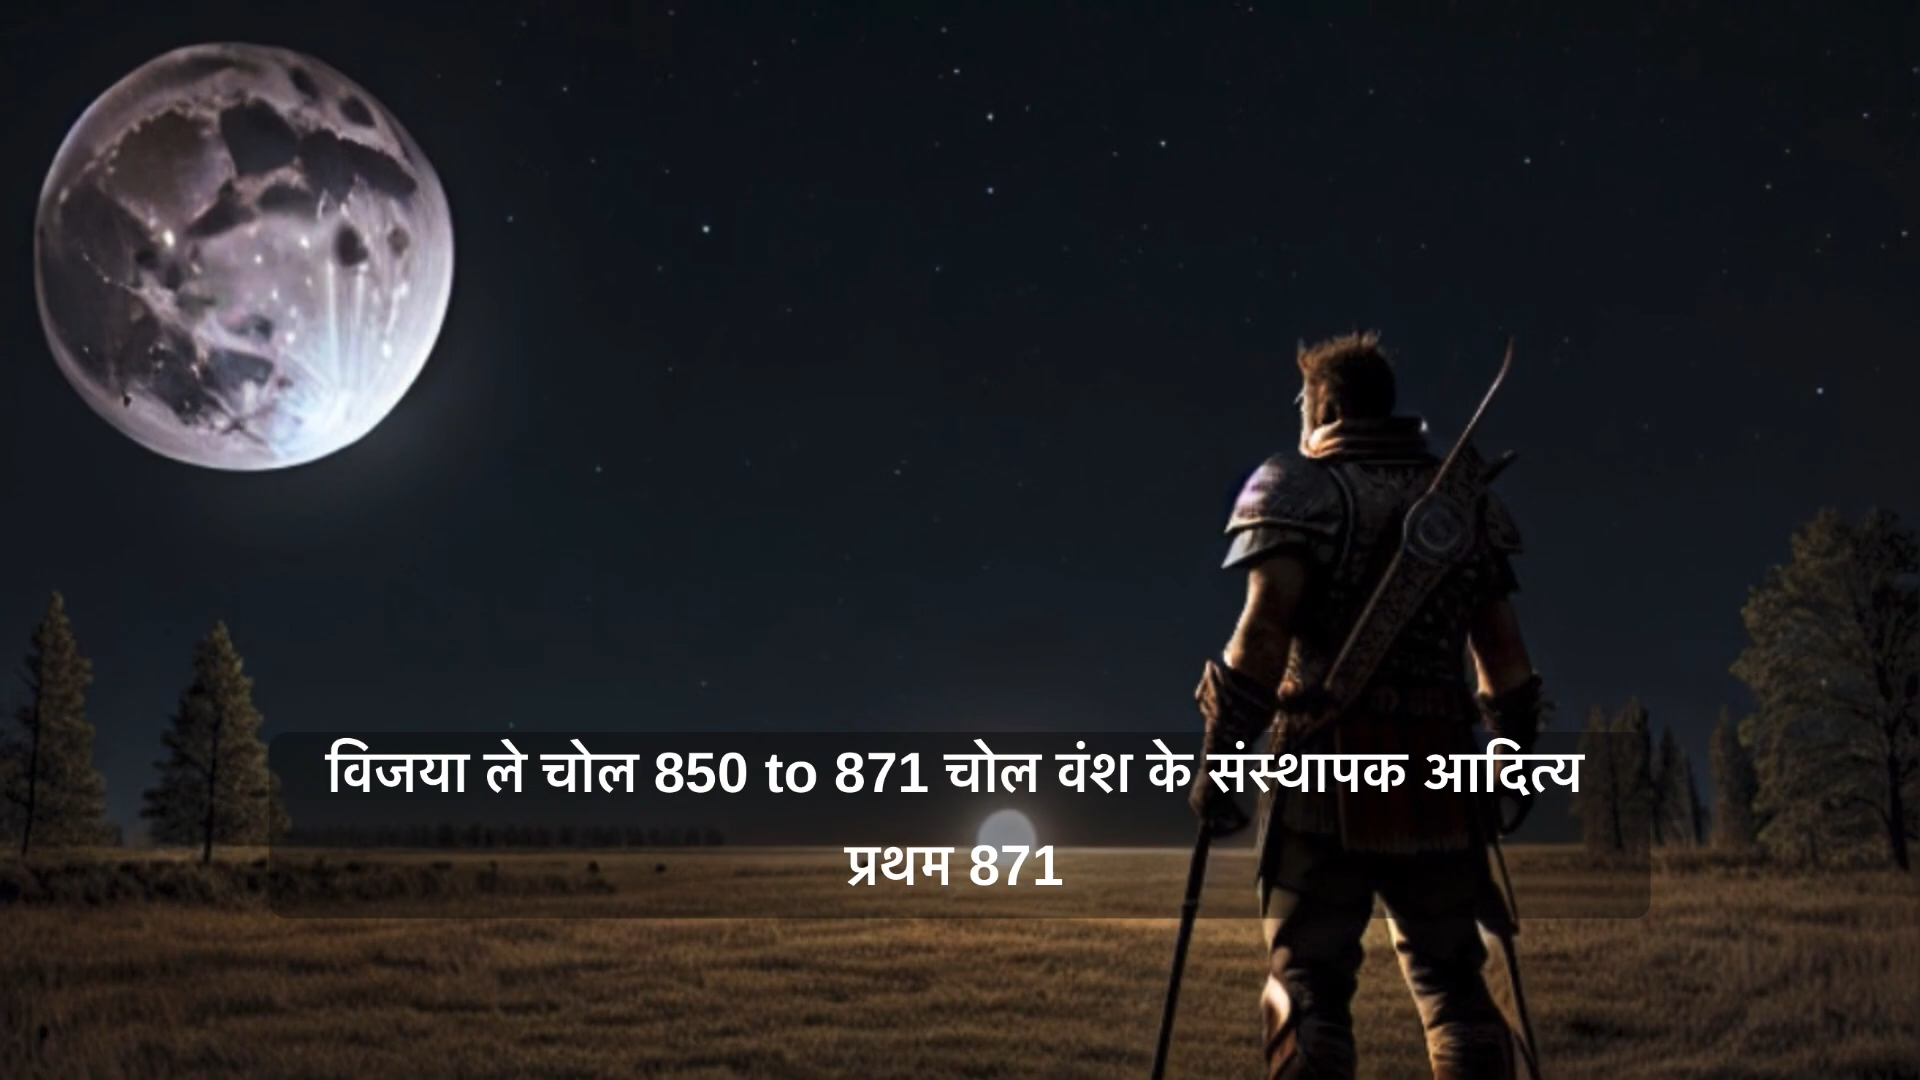 विजया ले चोल 850 to 871 चोल वंश के संस्थापक आदित्य
प्रथम 871